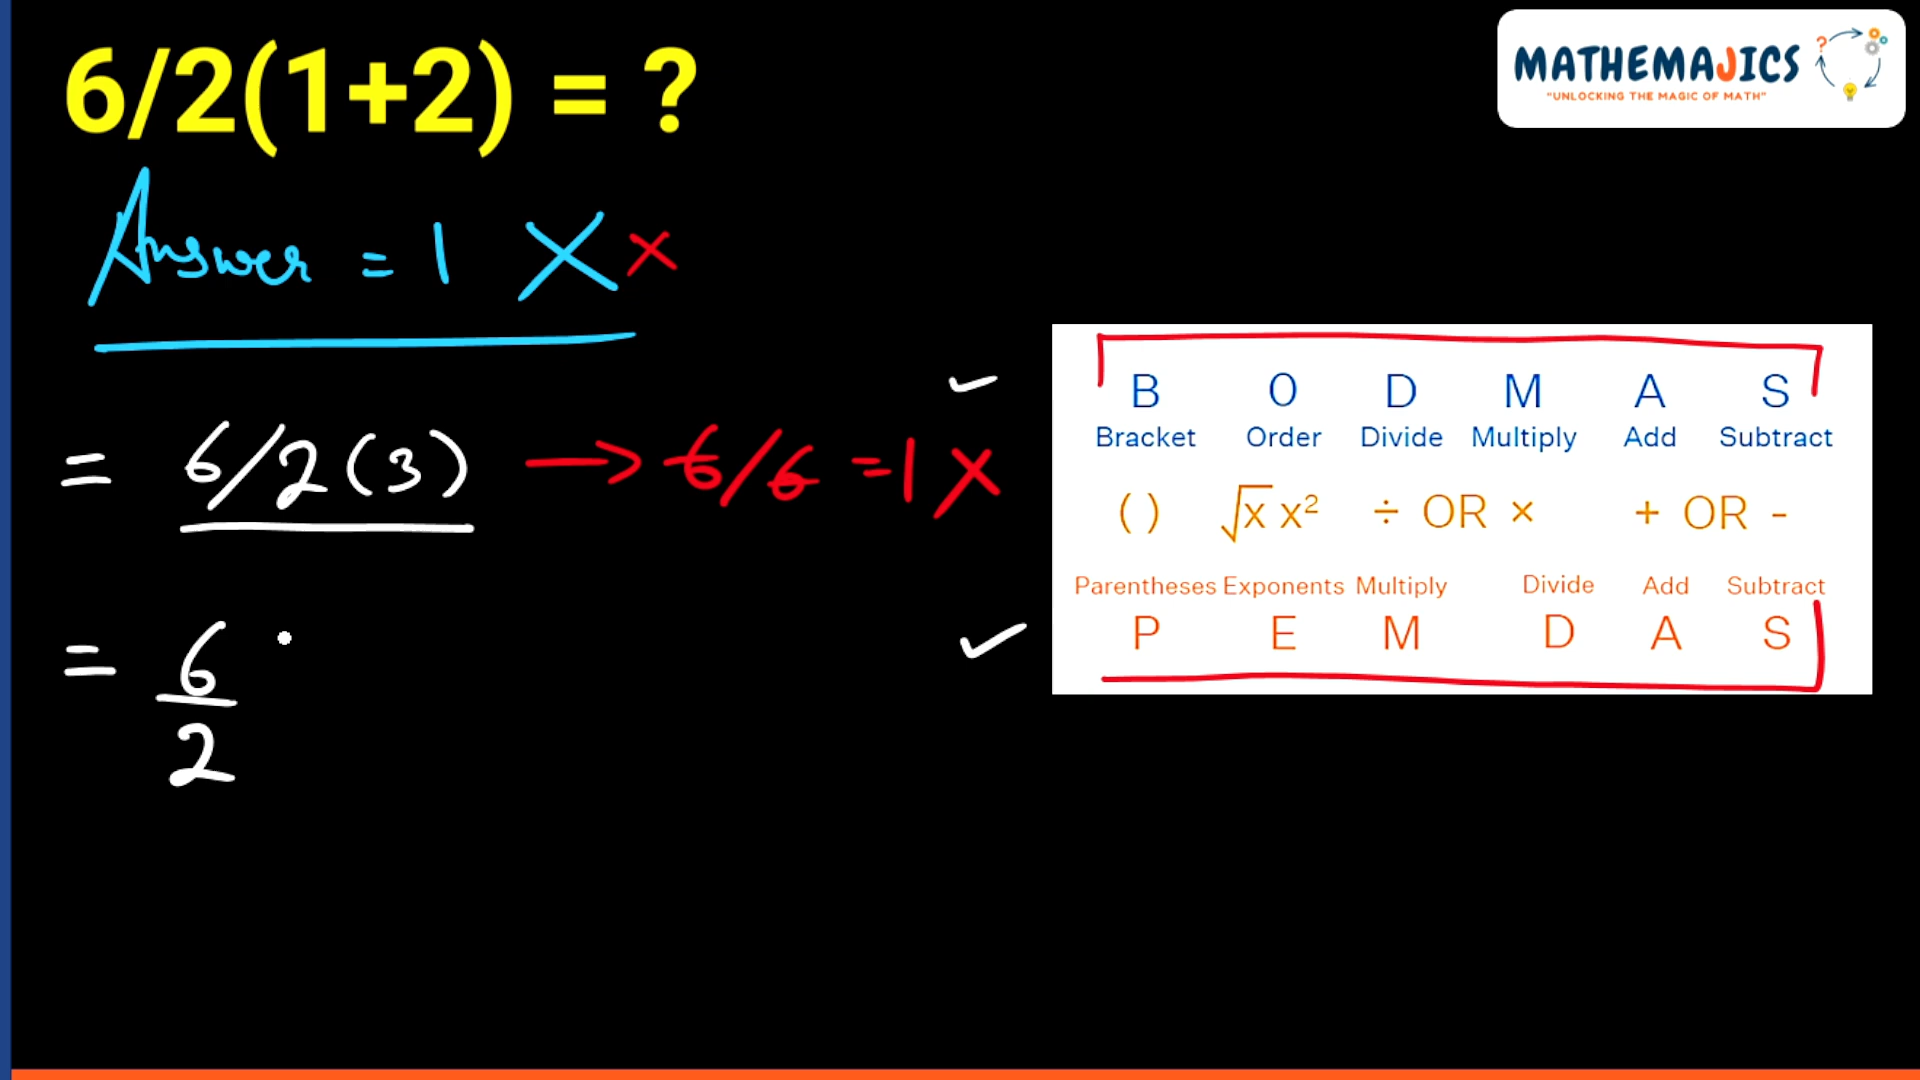 6/2(1+2) = ?
MATHEMAJICS
"UNLOCKING THE MAGIC OF MATH"
Answer = 1 X x
= 6/2(3) → 6/6 = 1 X
= 6/2
✓
B O D M A S
Bracket Order Divide Multiply Add Subtract
( ) √x x² ÷ OR × + OR -
Parentheses Exponents Multiply Divide Add Subtract
✓ P E M D A S